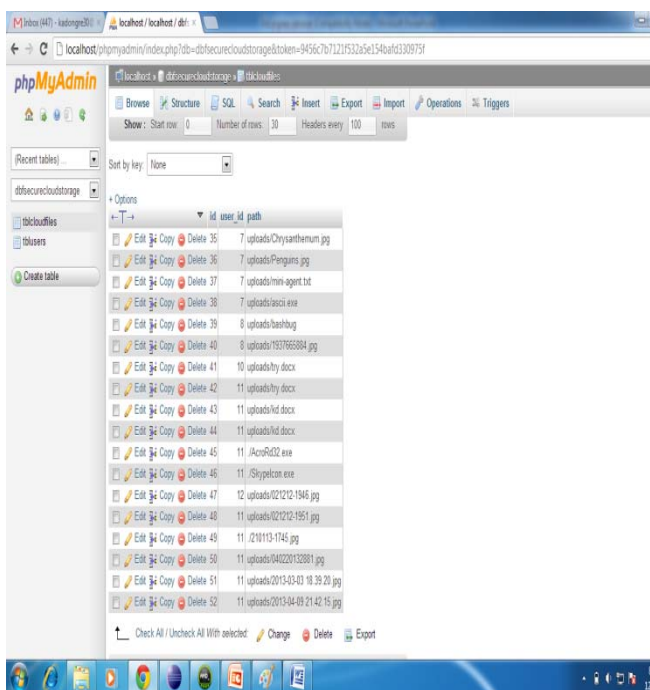 Inbox (447) - kadongre30
localhost / localhost / dbfs
localhost/phpmyadmin/index.php?db=dbfsecurecloudstorage&token=9456c7b7121f532a5e154bafd330975f
phpMyAdmin
localhost » dbfsecurecloudstorage » tblcloudfiles
Browse Structure SQL Search Insert Export Import Operations Triggers
Show : Start row: 0 Number of rows: 30 Headers every 100 rows
(Recent tables) ...
Sort by key: None
dbfsecurecloudstorage
+ Options
tblcloudfiles
tblusers
Create table
←T→ id user_id path
Edit Copy Delete 35 7 uploads/Chrysanthemum.jpg
Edit Copy Delete 36 7 uploads/Penguins.jpg
Edit Copy Delete 37 7 uploads/mini-agent.txt
Edit Copy Delete 38 7 uploads/ascii.exe
Edit Copy Delete 39 8 uploads/bashbug
Edit Copy Delete 40 8 uploads/1937665884.jpg
Edit Copy Delete 41 10 uploads/try.docx
Edit Copy Delete 42 11 uploads/try.docx
Edit Copy Delete 43 11 uploads/kd.docx
Edit Copy Delete 44 11 uploads/kd.docx
Edit Copy Delete 45 11 ./AcroRd32.exe
Edit Copy Delete 46 11 ./SkypeIcon.exe
Edit Copy Delete 47 12 uploads/021212-1946.jpg
Edit Copy Delete 48 11 uploads/021212-1951.jpg
Edit Copy Delete 49 11 ./210113-1745.jpg
Edit Copy Delete 50 11 uploads/040220132881.jpg
Edit Copy Delete 51 11 uploads/2013-03-03 18.39.20.jpg
Edit Copy Delete 52 11 uploads/2013-04-09 21.42.15.jpg
Check All / Uncheck All With selected: Change Delete Export